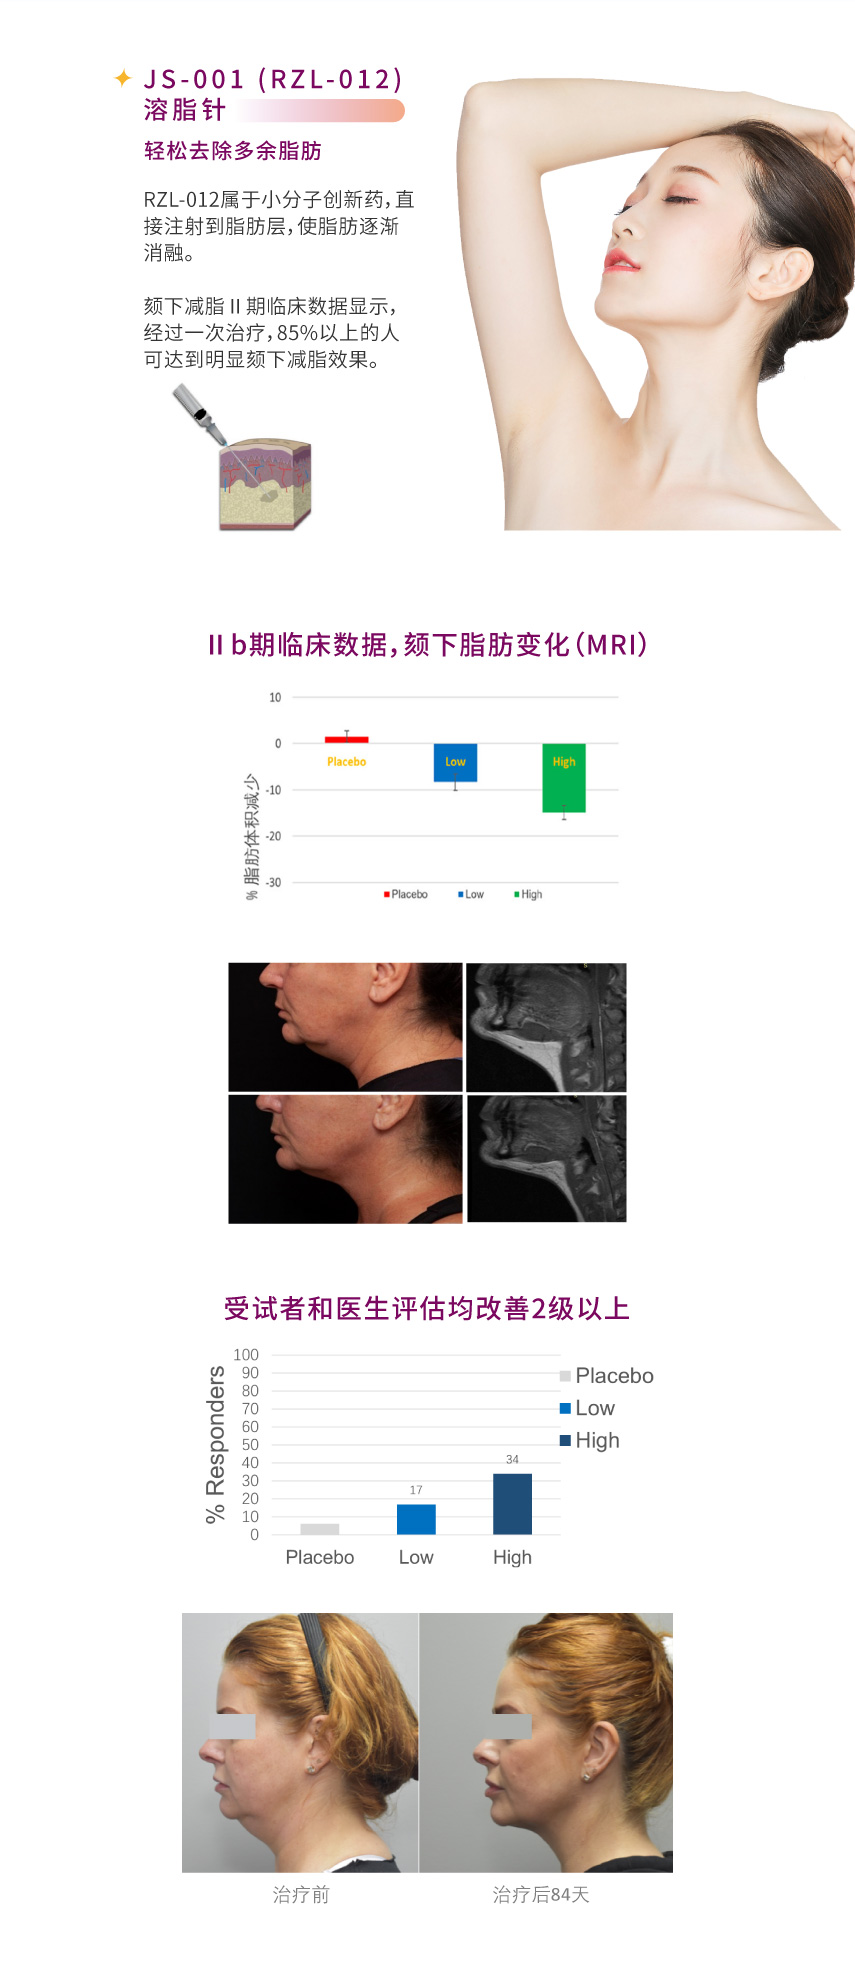 JS-001 (RZL-012)
溶脂针
轻松去除多余脂肪
RZL-012属于小分子创新药，直
接注射到脂肪层，使脂肪逐渐
消融。
颏下减脂Ⅱ期临床数据显示，
经过一次治疗，85%以上的人
可达到明显颏下减脂效果。
Ⅱb期临床数据，颏下脂肪变化（MRI）
10
0
-10
-20
-30
% 脂肪体积减少
Placebo
Low
High
Placebo Low High
S
受试者和医生评估均改善2级以上
% Responders
100
90
80
70
60
50
40
30
20
10
0
17
34
Placebo
Low
High
Placebo Low High
治疗前
治疗后84天